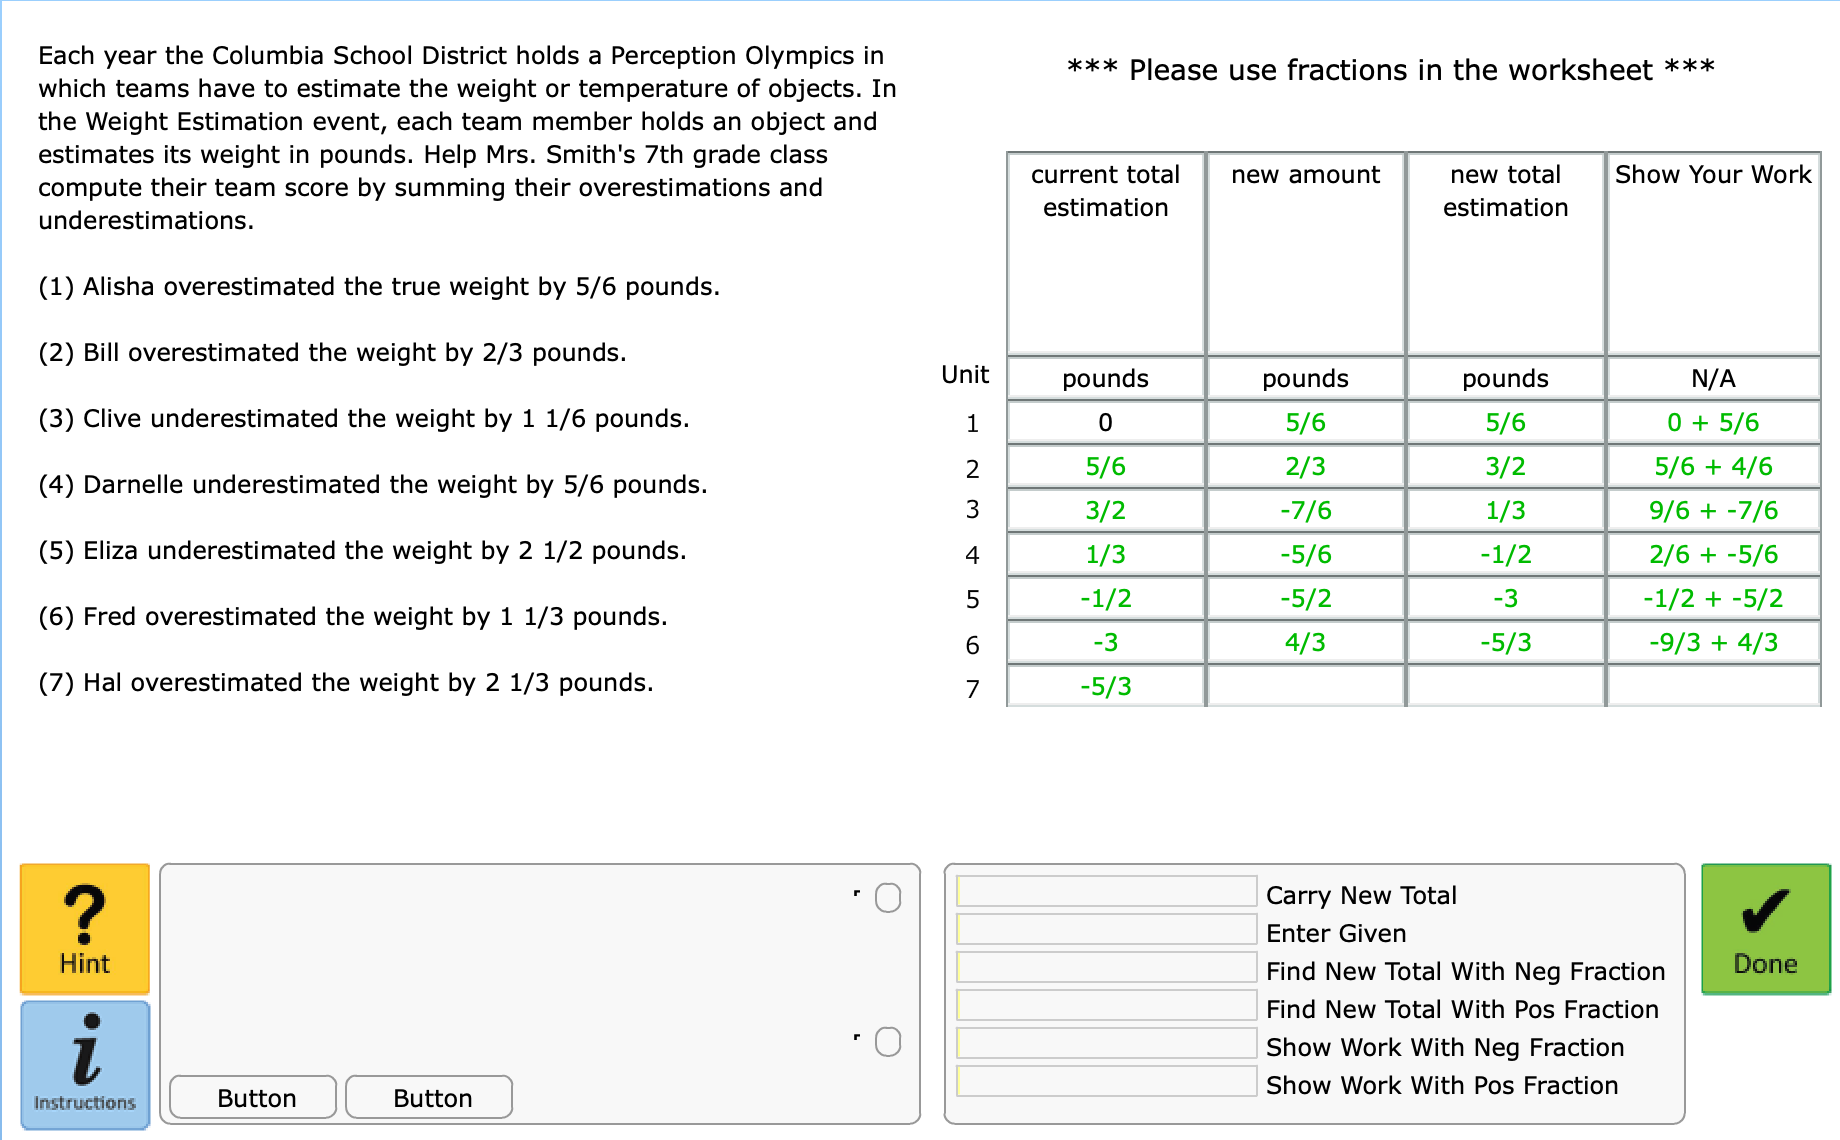 Each year the Columbia School District holds a Perception Olympics in
which teams have to estimate the weight or temperature of objects. In
the Weight Estimation event, each team member holds an object and
estimates its weight in pounds. Help Mrs. Smith's 7th grade class
compute their team score by summing their overestimations and
underestimations.
(1) Alisha overestimated the true weight by 5/6 pounds.
(2) Bill overestimated the weight by 2/3 pounds.
(3) Clive underestimated the weight by 1 1/6 pounds.
(4) Darnelle underestimated the weight by 5/6 pounds.
(5) Eliza underestimated the weight by 2 1/2 pounds.
(6) Fred overestimated the weight by 1 1/3 pounds.
(7) Hal overestimated the weight by 2 1/3 pounds.
*** Please use fractions in the worksheet ***
current total new amount new total Show Your Work
estimation estimation
Unit pounds pounds pounds N/A
1 0 5/6 5/6 0 + 5/6
2 5/6 2/3 3/2 5/6 + 4/6
3 3/2 -7/6 1/3 9/6 + -7/6
4 1/3 -5/6 -1/2 2/6 + -5/6
5 -1/2 -5/2 -3 -1/2 + -5/2
6 -3 4/3 -5/3 -9/3 + 4/3
7 -5/3
? Hint
i Instructions
Button Button
Carry New Total
Enter Given
Find New Total With Neg Fraction
Find New Total With Pos Fraction
Show Work With Neg Fraction
Show Work With Pos Fraction
Done